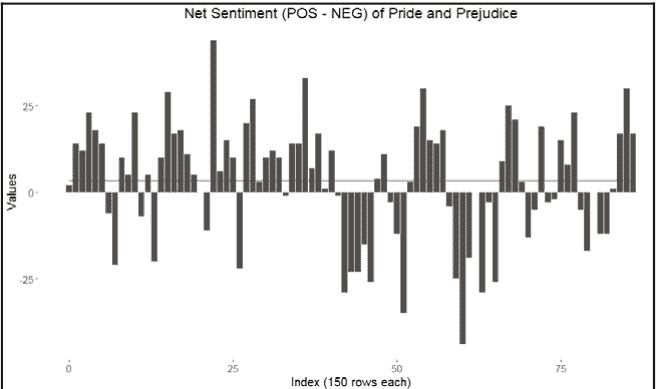 Net Sentiment (POS - NEG) of Pride and Prejudice
Values
25
0
-25
0
25
50
75
Index (150 rows each)